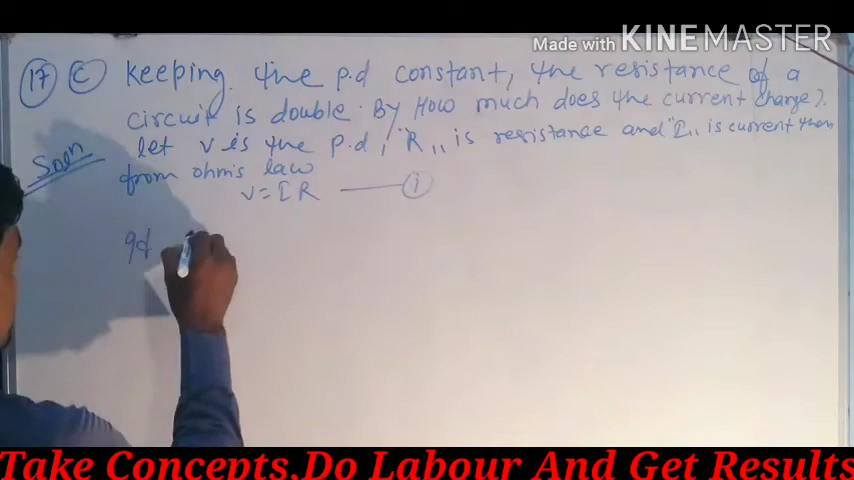 Made with KINEMASTER
17 C Keeping the p.d constant, the resistance of a
circuit is double. By How much does the current change?
let V is the p.d, "R,, is resistance and "I,, is current then
Soln
from ohm's law
V = I R ——— i
If
Take Concepts,Do Labour And Get Results